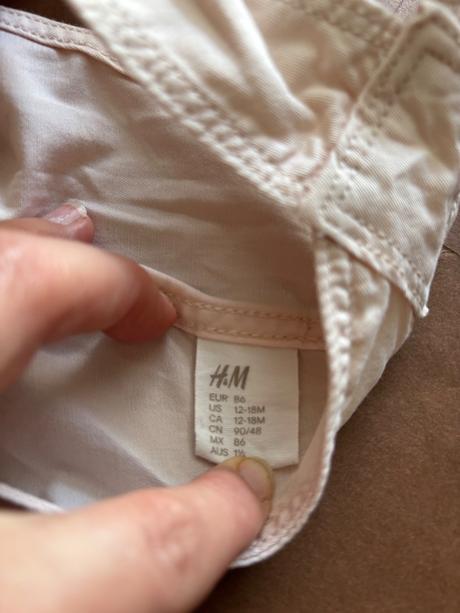 H&M
EUR 86
US 12-18M
CA 12-18M
CN 90/48
MX 86
AUS 1½